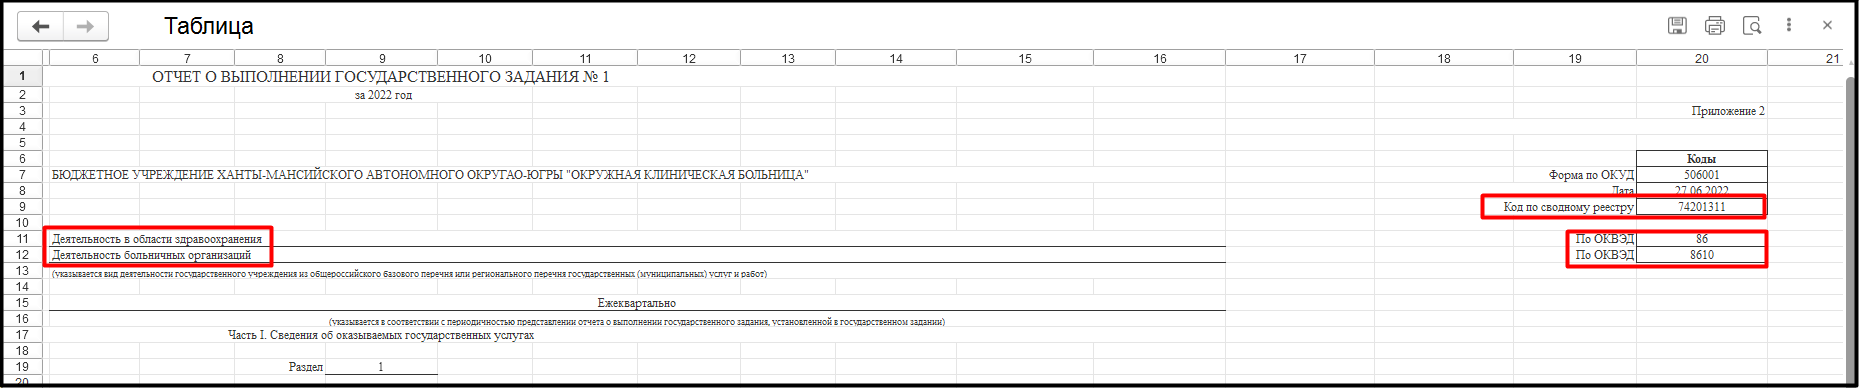 Таблица
6 7 8 9 10 11 12 13 14 15 16 17 18 19 20 21
1 ОТЧЕТ О ВЫПОЛНЕНИИ ГОСУДАРСТВЕННОГО ЗАДАНИЯ № 1
2 за 2022 год
3 Приложение 2
4
5
6 Коды
7 БЮДЖЕТНОЕ УЧРЕЖДЕНИЕ ХАНТЫ-МАНСИЙСКОГО АВТОНОМНОГО ОКРУГАО-ЮГРЫ "ОКРУЖНАЯ КЛИНИЧЕСКАЯ БОЛЬНИЦА" Форма по ОКУД 506001
8 Дата 27.06.2022
9 Код по сводному реестру 74201311
10
11 Деятельность в области здравоохранения По ОКВЭД 86
12 Деятельность больничных организаций По ОКВЭД 8610
13 (указывается вид деятельности государственного учреждения из общероссийского базового перечня или регионального перечня государственных (муниципальных) услуг и работ)
14
15 Ежеквартально
16 (указывается в соответствии с периодичностью представлении отчета о выполнении государственного задания, установленной в государственном задании)
17 Часть I. Сведения об оказываемых государственных услугах
18
19 Раздел 1
20